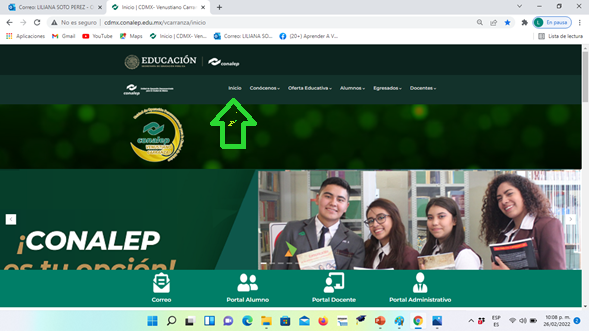 Correo: LILIANA SOTO PEREZ - O
Inicio | CDMX- Venustiano Carra
No es seguro | cdmx.conalep.edu.mx/vcarranza/inicio
L
En pausa
Aplicaciones
Gmail
YouTube
Maps
Inicio | CDMX- Ven...
Correo: LILIANA SO...
(20+) Aprender A V...
Lista de lectura
EDUCACIÓN
conalep
conalep
Inicio
Conócenos
Oferta Educativa
Alumnos
Egresados
Docentes
conalep
¡CONALEP
es tu opción!
Correo
Portal Alumno
Portal Docente
Portal Administrativo
ESP
ES
10:08 p. m.
26/02/2022